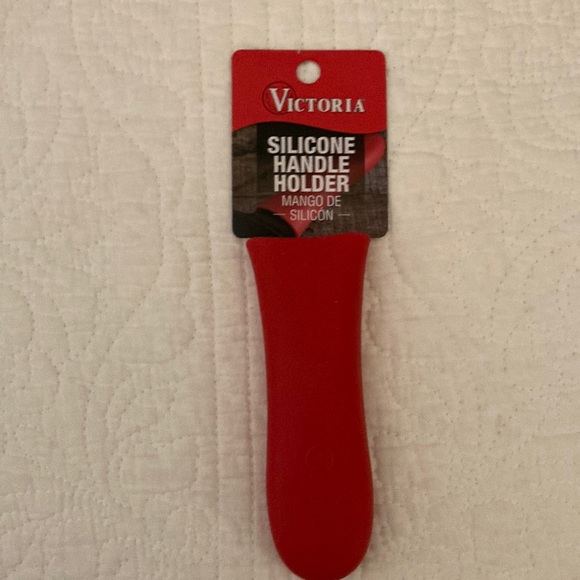 VICTORIA
SILICONE
HANDLE
HOLDER
MANGO DE
— SILICÓN —